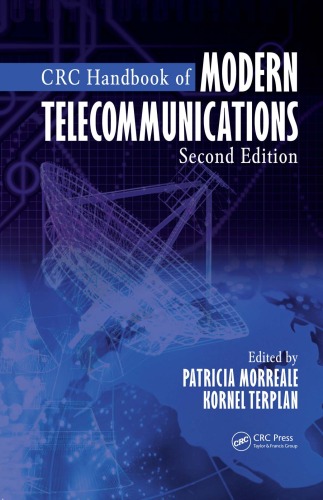 CRC Handbook of MODERN
TELECOMMUNICATIONS
Second Edition
Edited by
PATRICIA MORREALE
KORNEL TERPLAN
CRC
CRC Press
Taylor & Francis Group